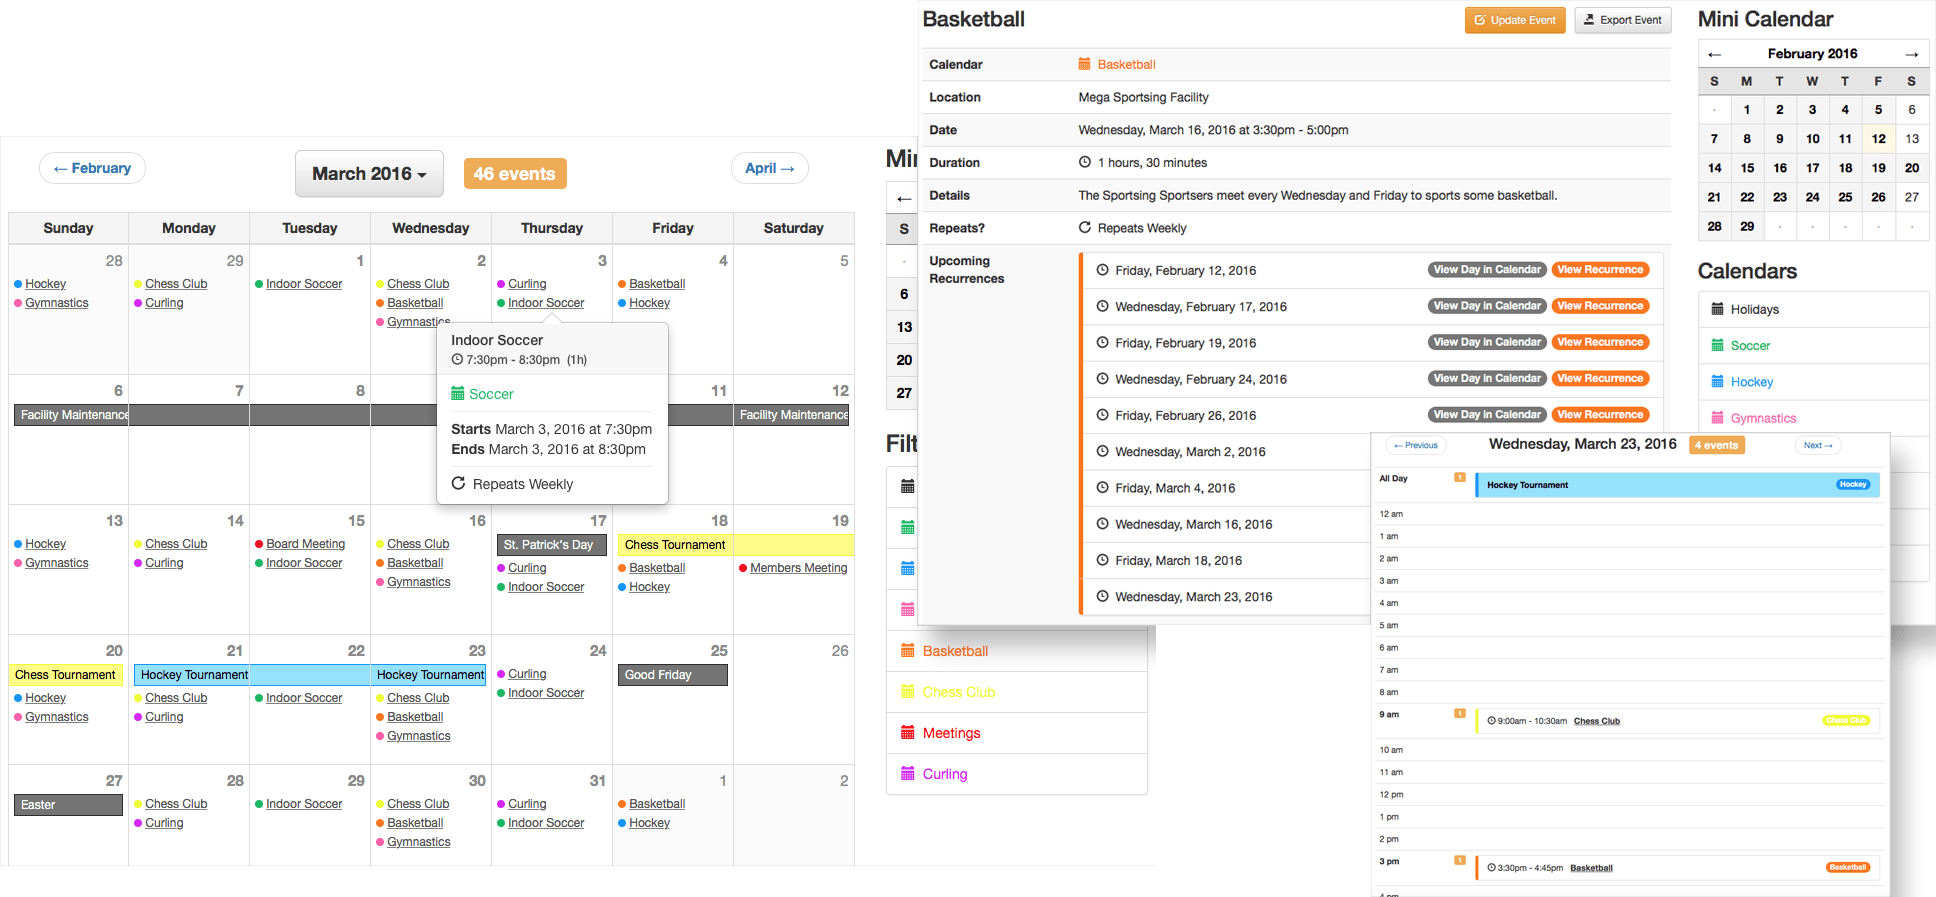 ← February
March 2016
46 events
April →
Sunday Monday Tuesday Wednesday Thursday Friday Saturday
28 29 1 2 3 4 5
Hockey Chess Club Indoor Soccer Chess Club Curling Basketball
Gymnastics Curling Basketball Indoor Soccer Hockey
Gymnastics
Indoor Soccer
7:30pm - 8:30pm (1h)
Soccer
Starts March 3, 2016 at 7:30pm
Ends March 3, 2016 at 8:30pm
Repeats Weekly
6 7 8 11 12
Facility Maintenance Facility Maintenance
13 14 15 16 17 18 19
St. Patrick's Day Chess Tournament
Hockey Chess Club Board Meeting Chess Club Curling Basketball Members Meeting
Gymnastics Curling Indoor Soccer Basketball Indoor Soccer Hockey
Gymnastics
20 21 22 23 24 25 26
Chess Tournament Hockey Tournament Hockey Tournament Curling Good Friday
Hockey Chess Club Indoor Soccer Chess Club Indoor Soccer
Gymnastics Curling Basketball
Gymnastics
27 28 29 30 31 1 2
Easter Chess Club Indoor Soccer Chess Club Curling Basketball
Curling Basketball Indoor Soccer Hockey
Gymnastics
←
S
6
13
20
27
Basketball
Chess Club
Meetings
Curling
Basketball
Update Event
Export Event
Calendar Basketball
Location Mega Sportsing Facility
Date Wednesday, March 16, 2016 at 3:30pm - 5:00pm
Duration 1 hours, 30 minutes
Details The Sportsing Sportsers meet every Wednesday and Friday to sports some basketball.
Repeats? Repeats Weekly
Upcoming
Recurrences
Friday, February 12, 2016 View Day in Calendar View Recurrence
Wednesday, February 17, 2016 View Day in Calendar View Recurrence
Friday, February 19, 2016 View Day in Calendar View Recurrence
Wednesday, February 24, 2016 View Day in Calendar View Recurrence
Friday, February 26, 2016 View Day in Calendar View Recurrence
Wednesday, March 2, 2016
Friday, March 4, 2016
Wednesday, March 16, 2016
Friday, March 18, 2016
Wednesday, March 23, 2016
Mini Calendar
← February 2016 →
S M T W T F S
1 2 3 4 5 6
7 8 9 10 11 12 13
14 15 16 17 18 19 20
21 22 23 24 25 26 27
28 29
Calendars
Holidays
Soccer
Hockey
Gymnastics
← Previous
Wednesday, March 23, 2016
4 events
Next →
All Day 1 Hockey Tournament Hockey
12 am
1 am
2 am
3 am
4 am
5 am
6 am
7 am
8 am
9 am 1 9:00am - 10:30am Chess Club Chess Club
10 am
11 am
12 pm
1 pm
2 pm
3 pm 1 3:30pm - 4:45pm Basketball Basketball